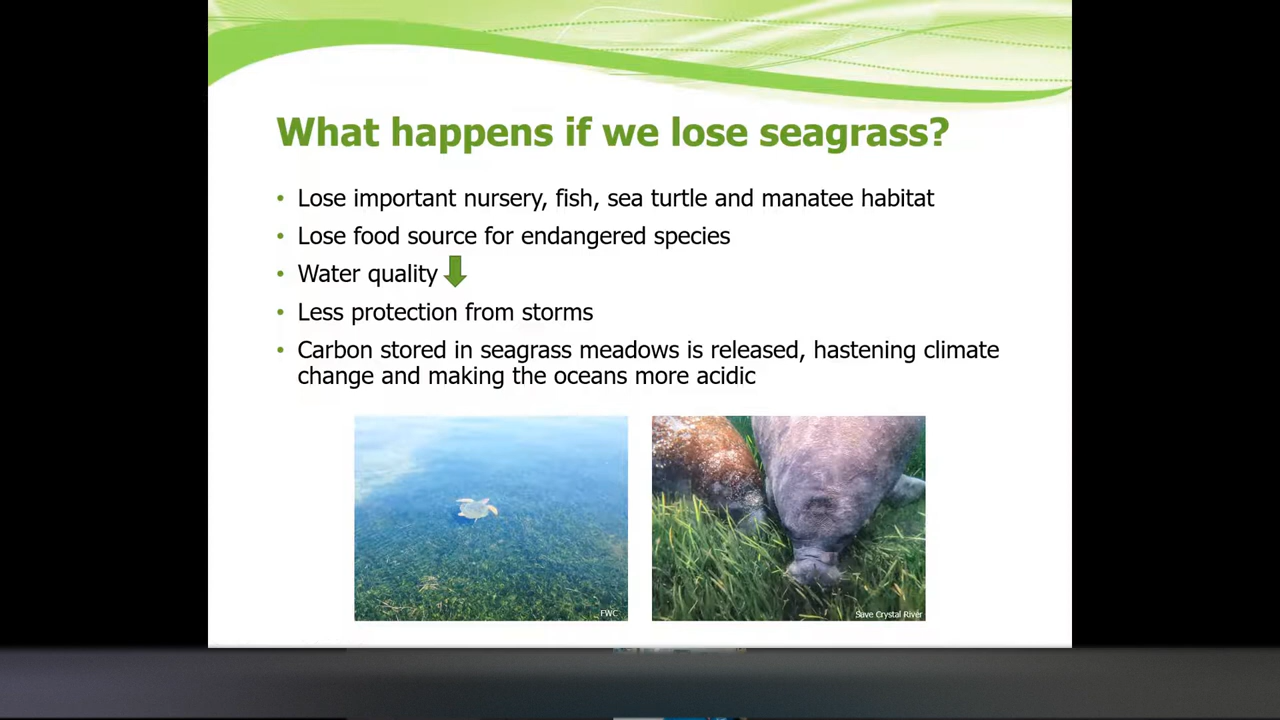 What happens if we lose seagrass?
• Lose important nursery, fish, sea turtle and manatee habitat
• Lose food source for endangered species
• Water quality
• Less protection from storms
• Carbon stored in seagrass meadows is released, hastening climate
change and making the oceans more acidic
FWC
Save Crystal River